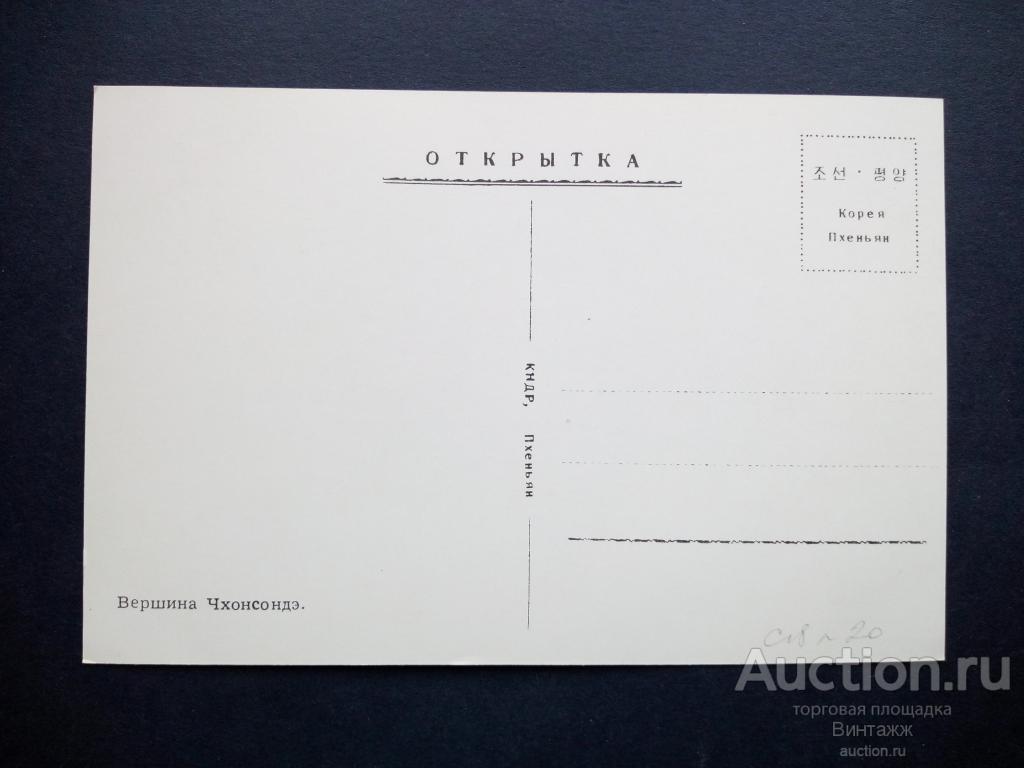 ОТКРЫТКА
조선 · 평양
Корея
Пхеньян
КНДР, Пхеньян
Вершина Чхонсондэ.
Auction.ru
торговая площадка
Винтажж
auction.ru